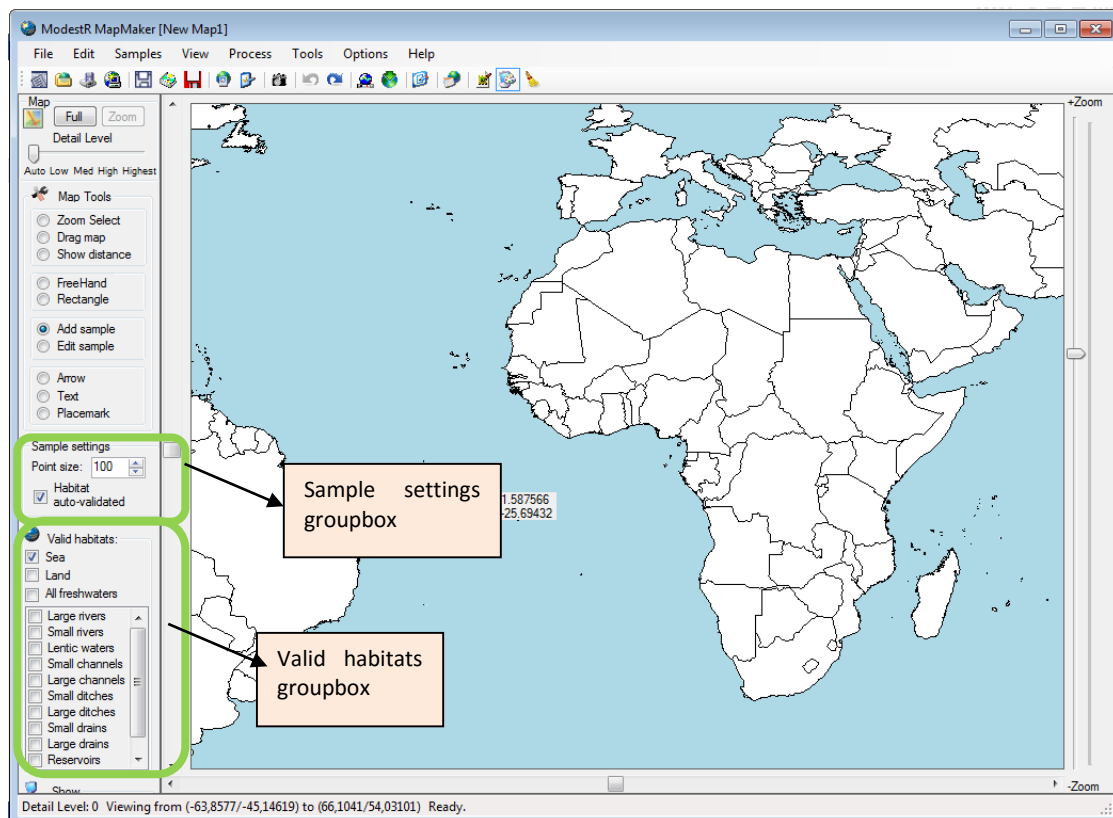 ModestR MapMaker [New Map1]
File Edit Samples View Process Tools Options Help
Map
Full Zoom
Detail Level
Auto Low Med High Highest
Map Tools
Zoom Select
Drag map
Show distance
FreeHand
Rectangle
Add sample
Edit sample
Arrow
Text
Placemark
Sample settings
Point size: 100
Habitat
auto-validated
Valid habitats:
Sea
Land
All freshwaters
Large rivers
Small rivers
Lentic waters
Small channels
Large channels
Small ditches
Large ditches
Small drains
Large drains
Reservoirs
Show
+Zoom
Sample settings
groupbox
1.587566
-25.69432
Valid habitats
groupbox
-Zoom
Detail Level: 0 Viewing from (-63,8577/-45,14619) to (66,1041/54,03101) Ready.